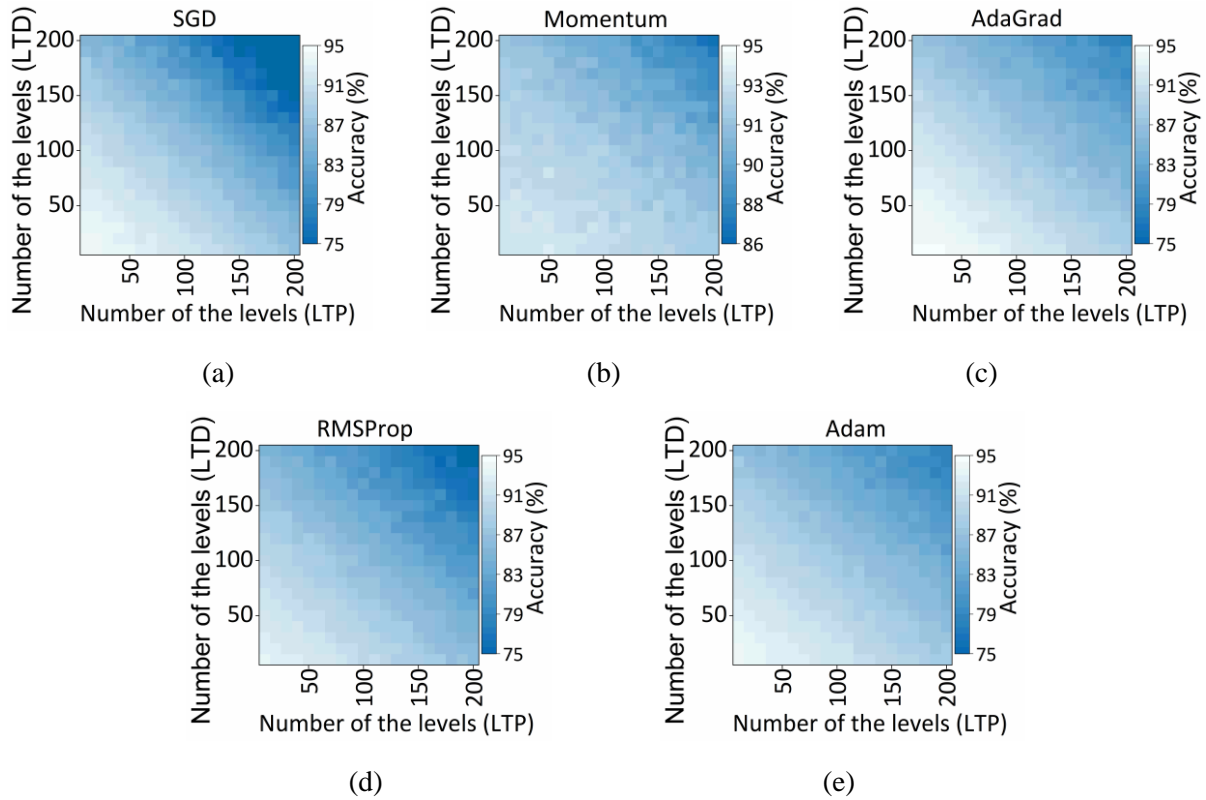 SGD
Number of the levels (LTD)
200
150
100
50
50
100
150
200
Number of the levels (LTP)
95
91
87
83
79
75
Accuracy (%)
(a)
Momentum
Number of the levels (LTD)
200
150
100
50
50
100
150
200
Number of the levels (LTP)
95
93
91
90
88
86
Accuracy (%)
(b)
AdaGrad
Number of the levels (LTD)
200
150
100
50
50
100
150
200
Number of the levels (LTP)
95
91
87
83
79
75
Accuracy (%)
(c)
RMSProp
Number of the levels (LTD)
200
150
100
50
50
100
150
200
Number of the levels (LTP)
95
91
87
83
79
75
Accuracy (%)
(d)
Adam
Number of the levels (LTD)
200
150
100
50
50
100
150
200
Number of the levels (LTP)
95
91
87
83
79
75
Accuracy (%)
(e)